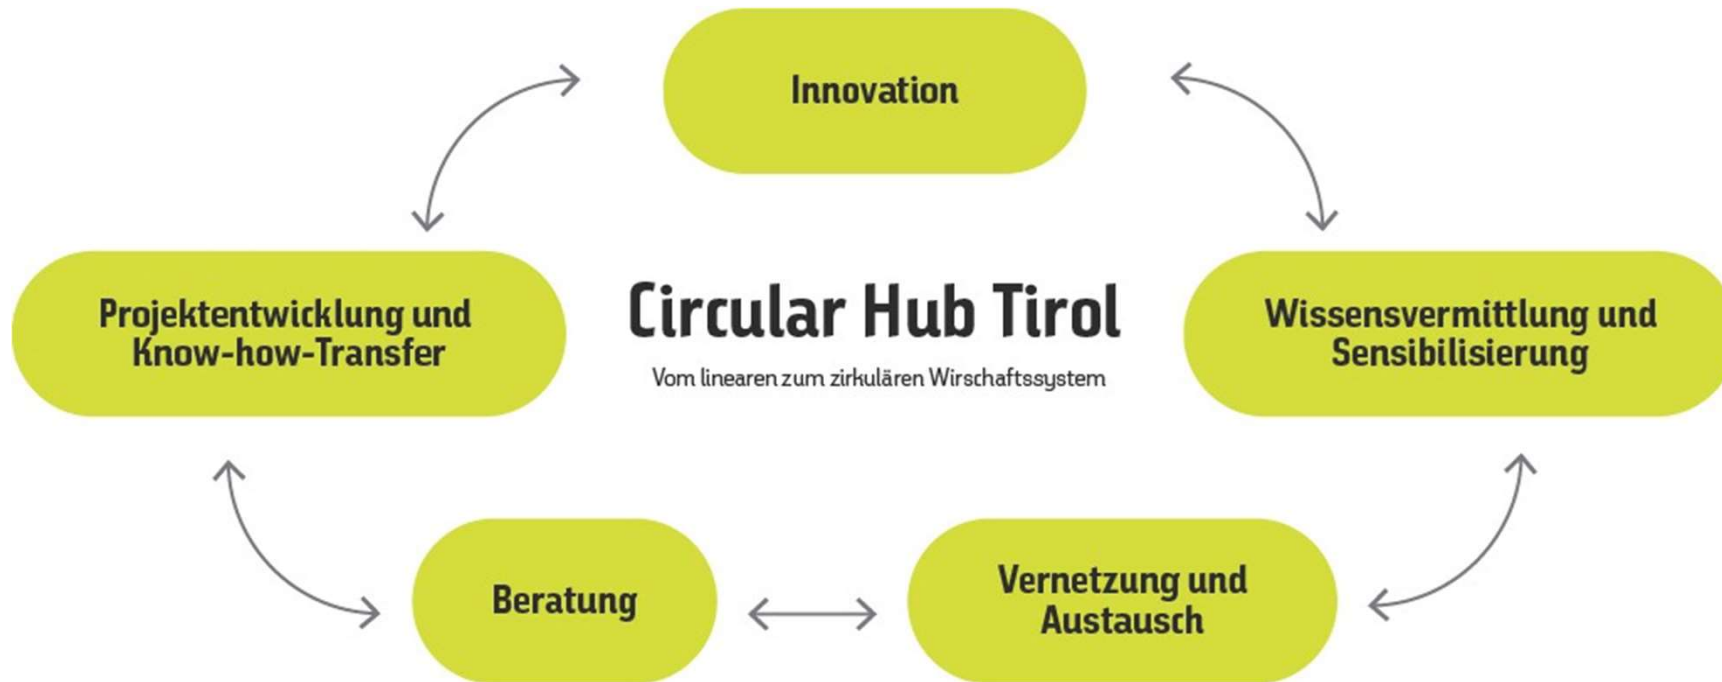 Innovation
Projektentwicklung und
Know-how-Transfer
Circular Hub Tirol
Vom linearen zum zirkulären Wirschaftssystem
Wissensvermittlung und
Sensibilisierung
Beratung
Vernetzung und
Austausch